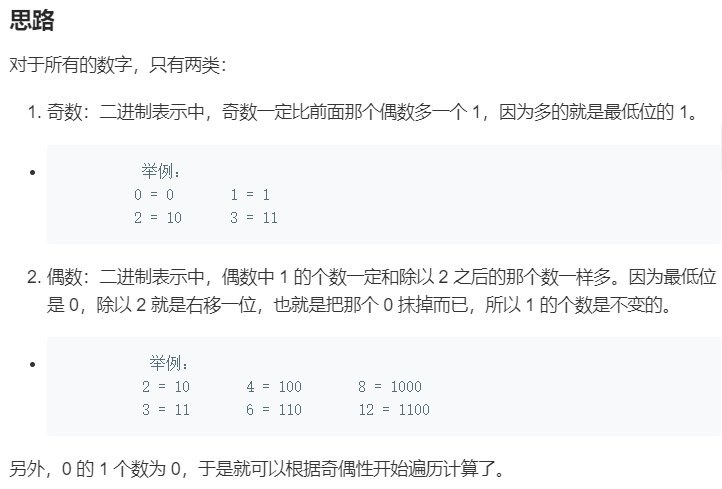 思路
对于所有的数字，只有两类：
1. 奇数：二进制表示中，奇数一定比前面那个偶数多一个 1，因为多的就是最低位的 1。
举例：
0 = 0 1 = 1
2 = 10 3 = 11
2. 偶数：二进制表示中，偶数中 1 的个数一定和除以 2 之后的那个数一样多。因为最低位
是 0，除以 2 就是右移一位，也就是把那个 0 抹掉而已，所以 1 的个数是不变的。
举例：
2 = 10 4 = 100 8 = 1000
3 = 11 6 = 110 12 = 1100
另外，0 的 1 个数为 0，于是就可以根据奇偶性开始遍历计算了。